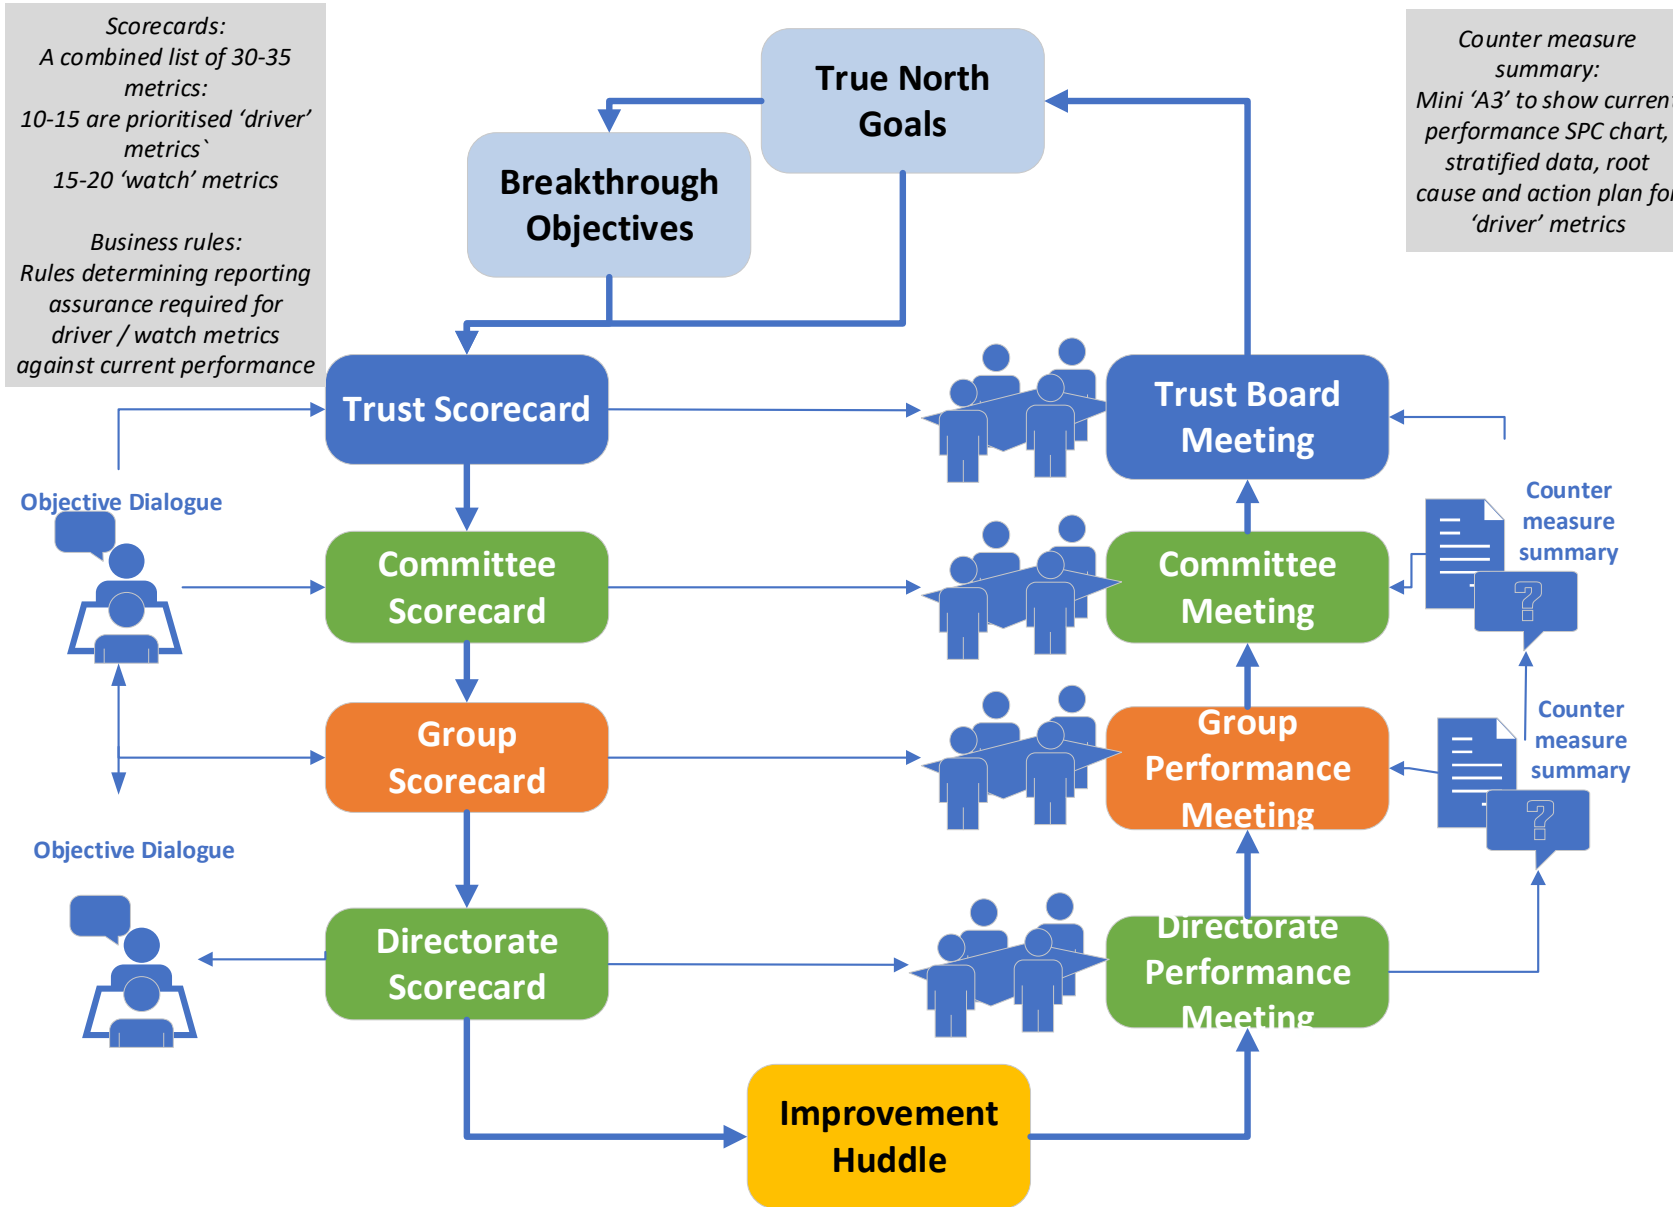 Scorecards:
A combined list of 30-35
metrics:
10-15 are prioritised ‘driver’
metrics`
15-20 ‘watch’ metrics
Business rules:
Rules determining reporting
assurance required for
driver / watch metrics
against current performance
True North
Goals
Breakthrough
Objectives
Counter measure
summary:
Mini ‘A3’ to show current
performance SPC chart,
stratified data, root
cause and action plan for
‘driver’ metrics
Trust Scorecard
Trust Board
Meeting
Objective Dialogue
Committee
Scorecard
Committee
Meeting
Counter
measure
summary
?
Group
Scorecard
Group
Performance
Meeting
Counter
measure
summary
?
Objective Dialogue
Directorate
Scorecard
Directorate
Performance
Meeting
Improvement
Huddle